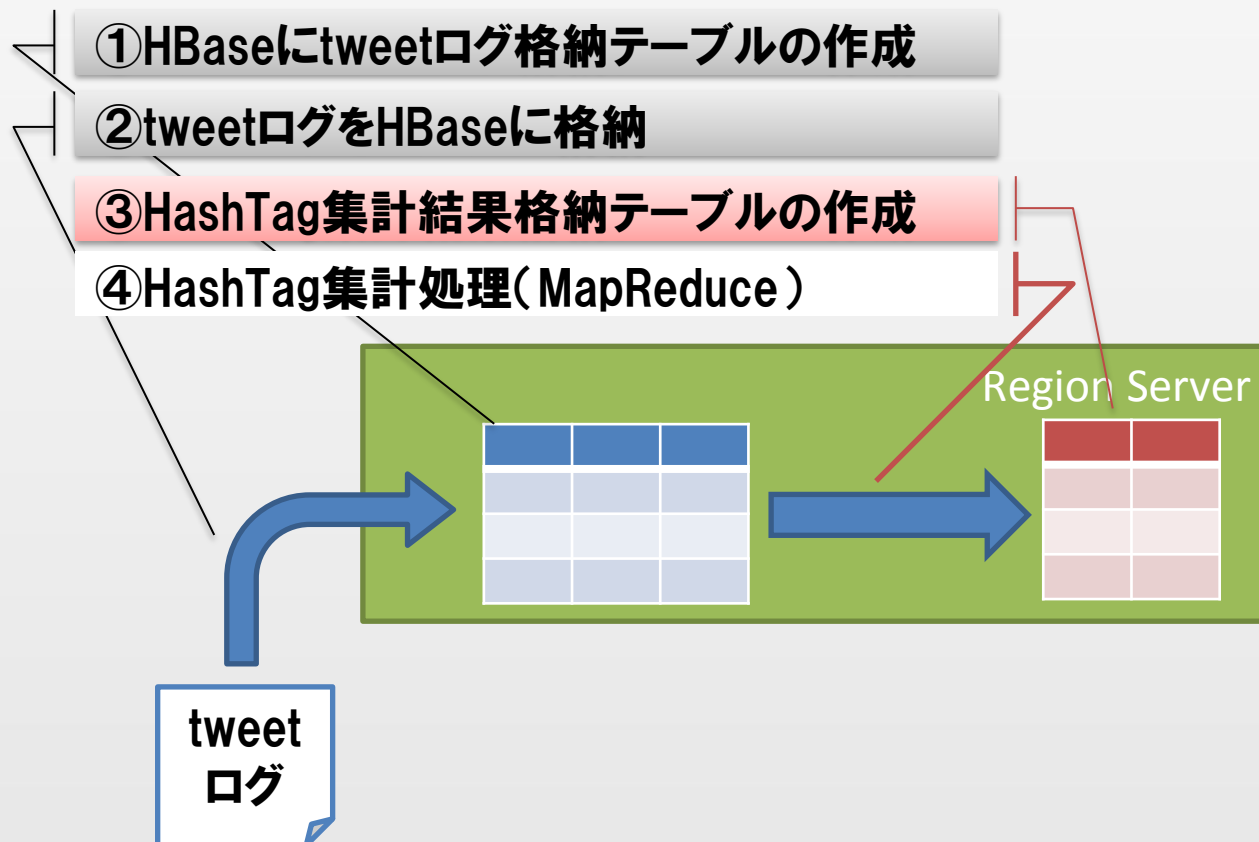 ①HBaseにtweetログ格納テーブルの作成
②tweetログをHBaseに格納
③HashTag集計結果格納テーブルの作成
④HashTag集計処理(MapReduce)
Region Server
tweet
ログ